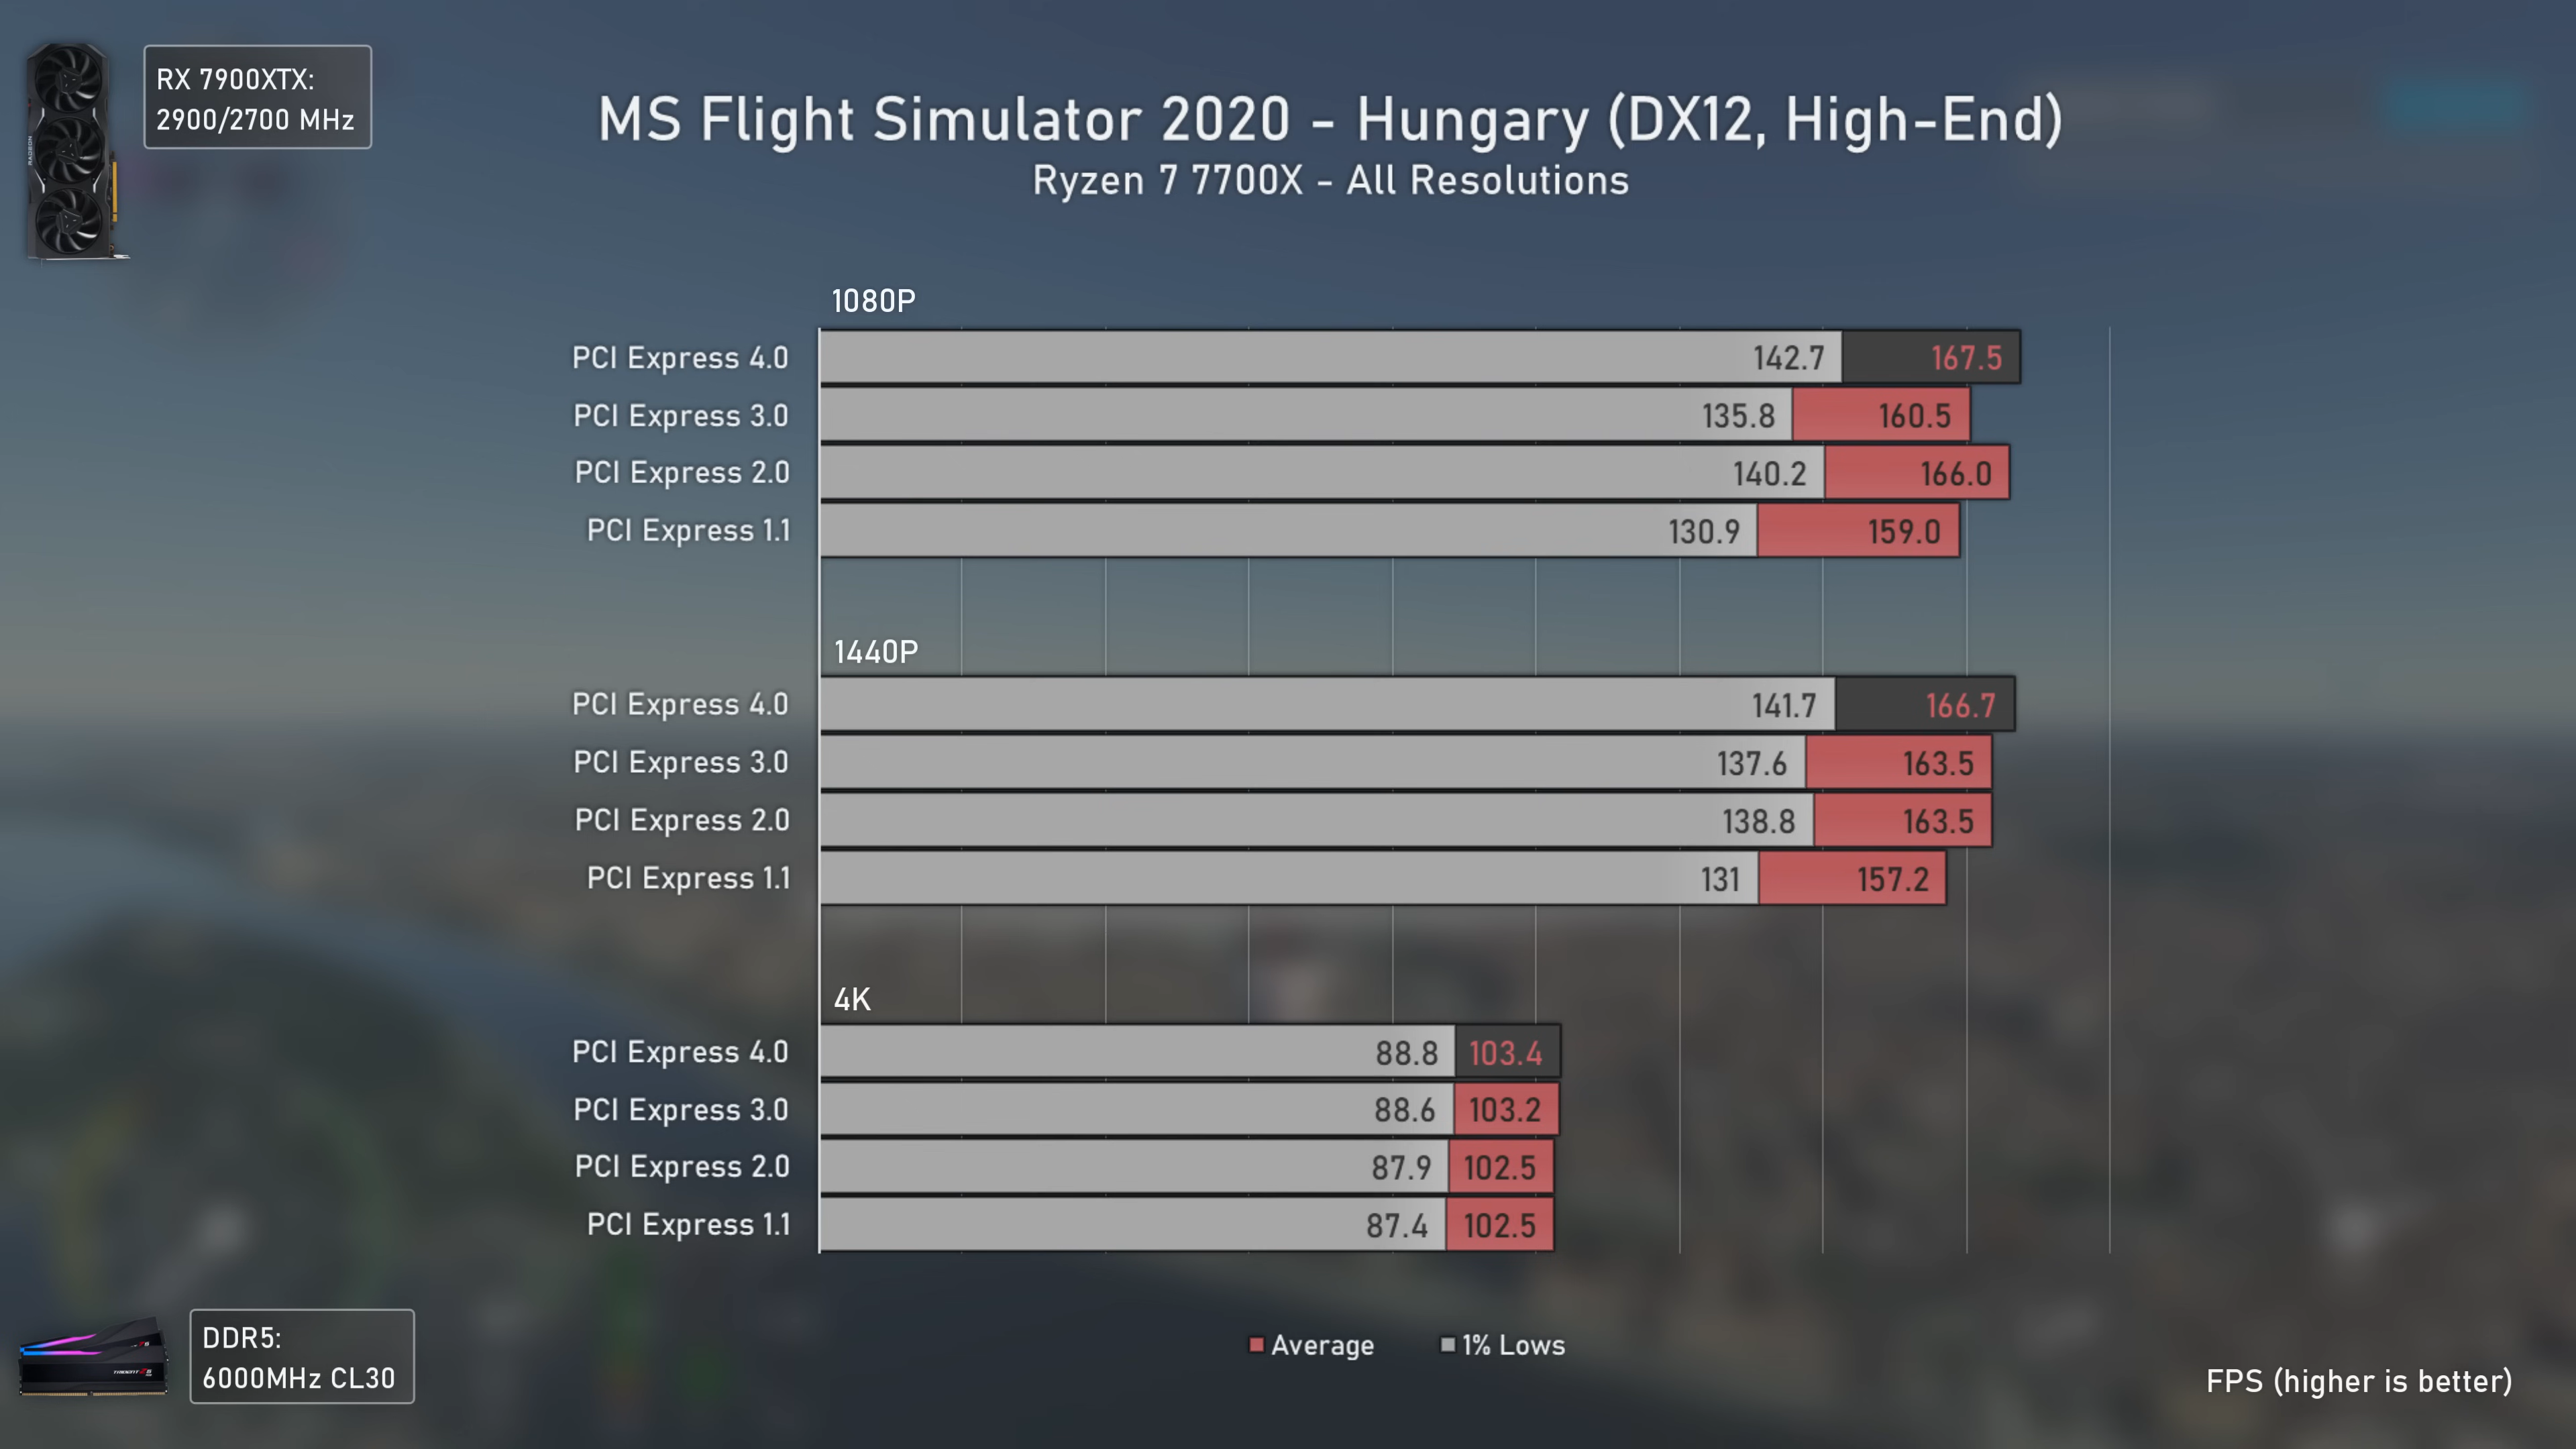 RX 7900XTX:
2900/2700 MHz
MS Flight Simulator 2020 - Hungary (DX12, High-End)
Ryzen 7 7700X - All Resolutions
1080P
PCI Express 4.0 142.7 167.5
PCI Express 3.0 135.8 160.5
PCI Express 2.0 140.2 166.0
PCI Express 1.1 130.9 159.0
1440P
PCI Express 4.0 141.7 166.7
PCI Express 3.0 137.6 163.5
PCI Express 2.0 138.8 163.5
PCI Express 1.1 131 157.2
4K
PCI Express 4.0 88.8 103.4
PCI Express 3.0 88.6 103.2
PCI Express 2.0 87.9 102.5
PCI Express 1.1 87.4 102.5
DDR5:
6000MHz CL30
Average 1% Lows
FPS (higher is better)